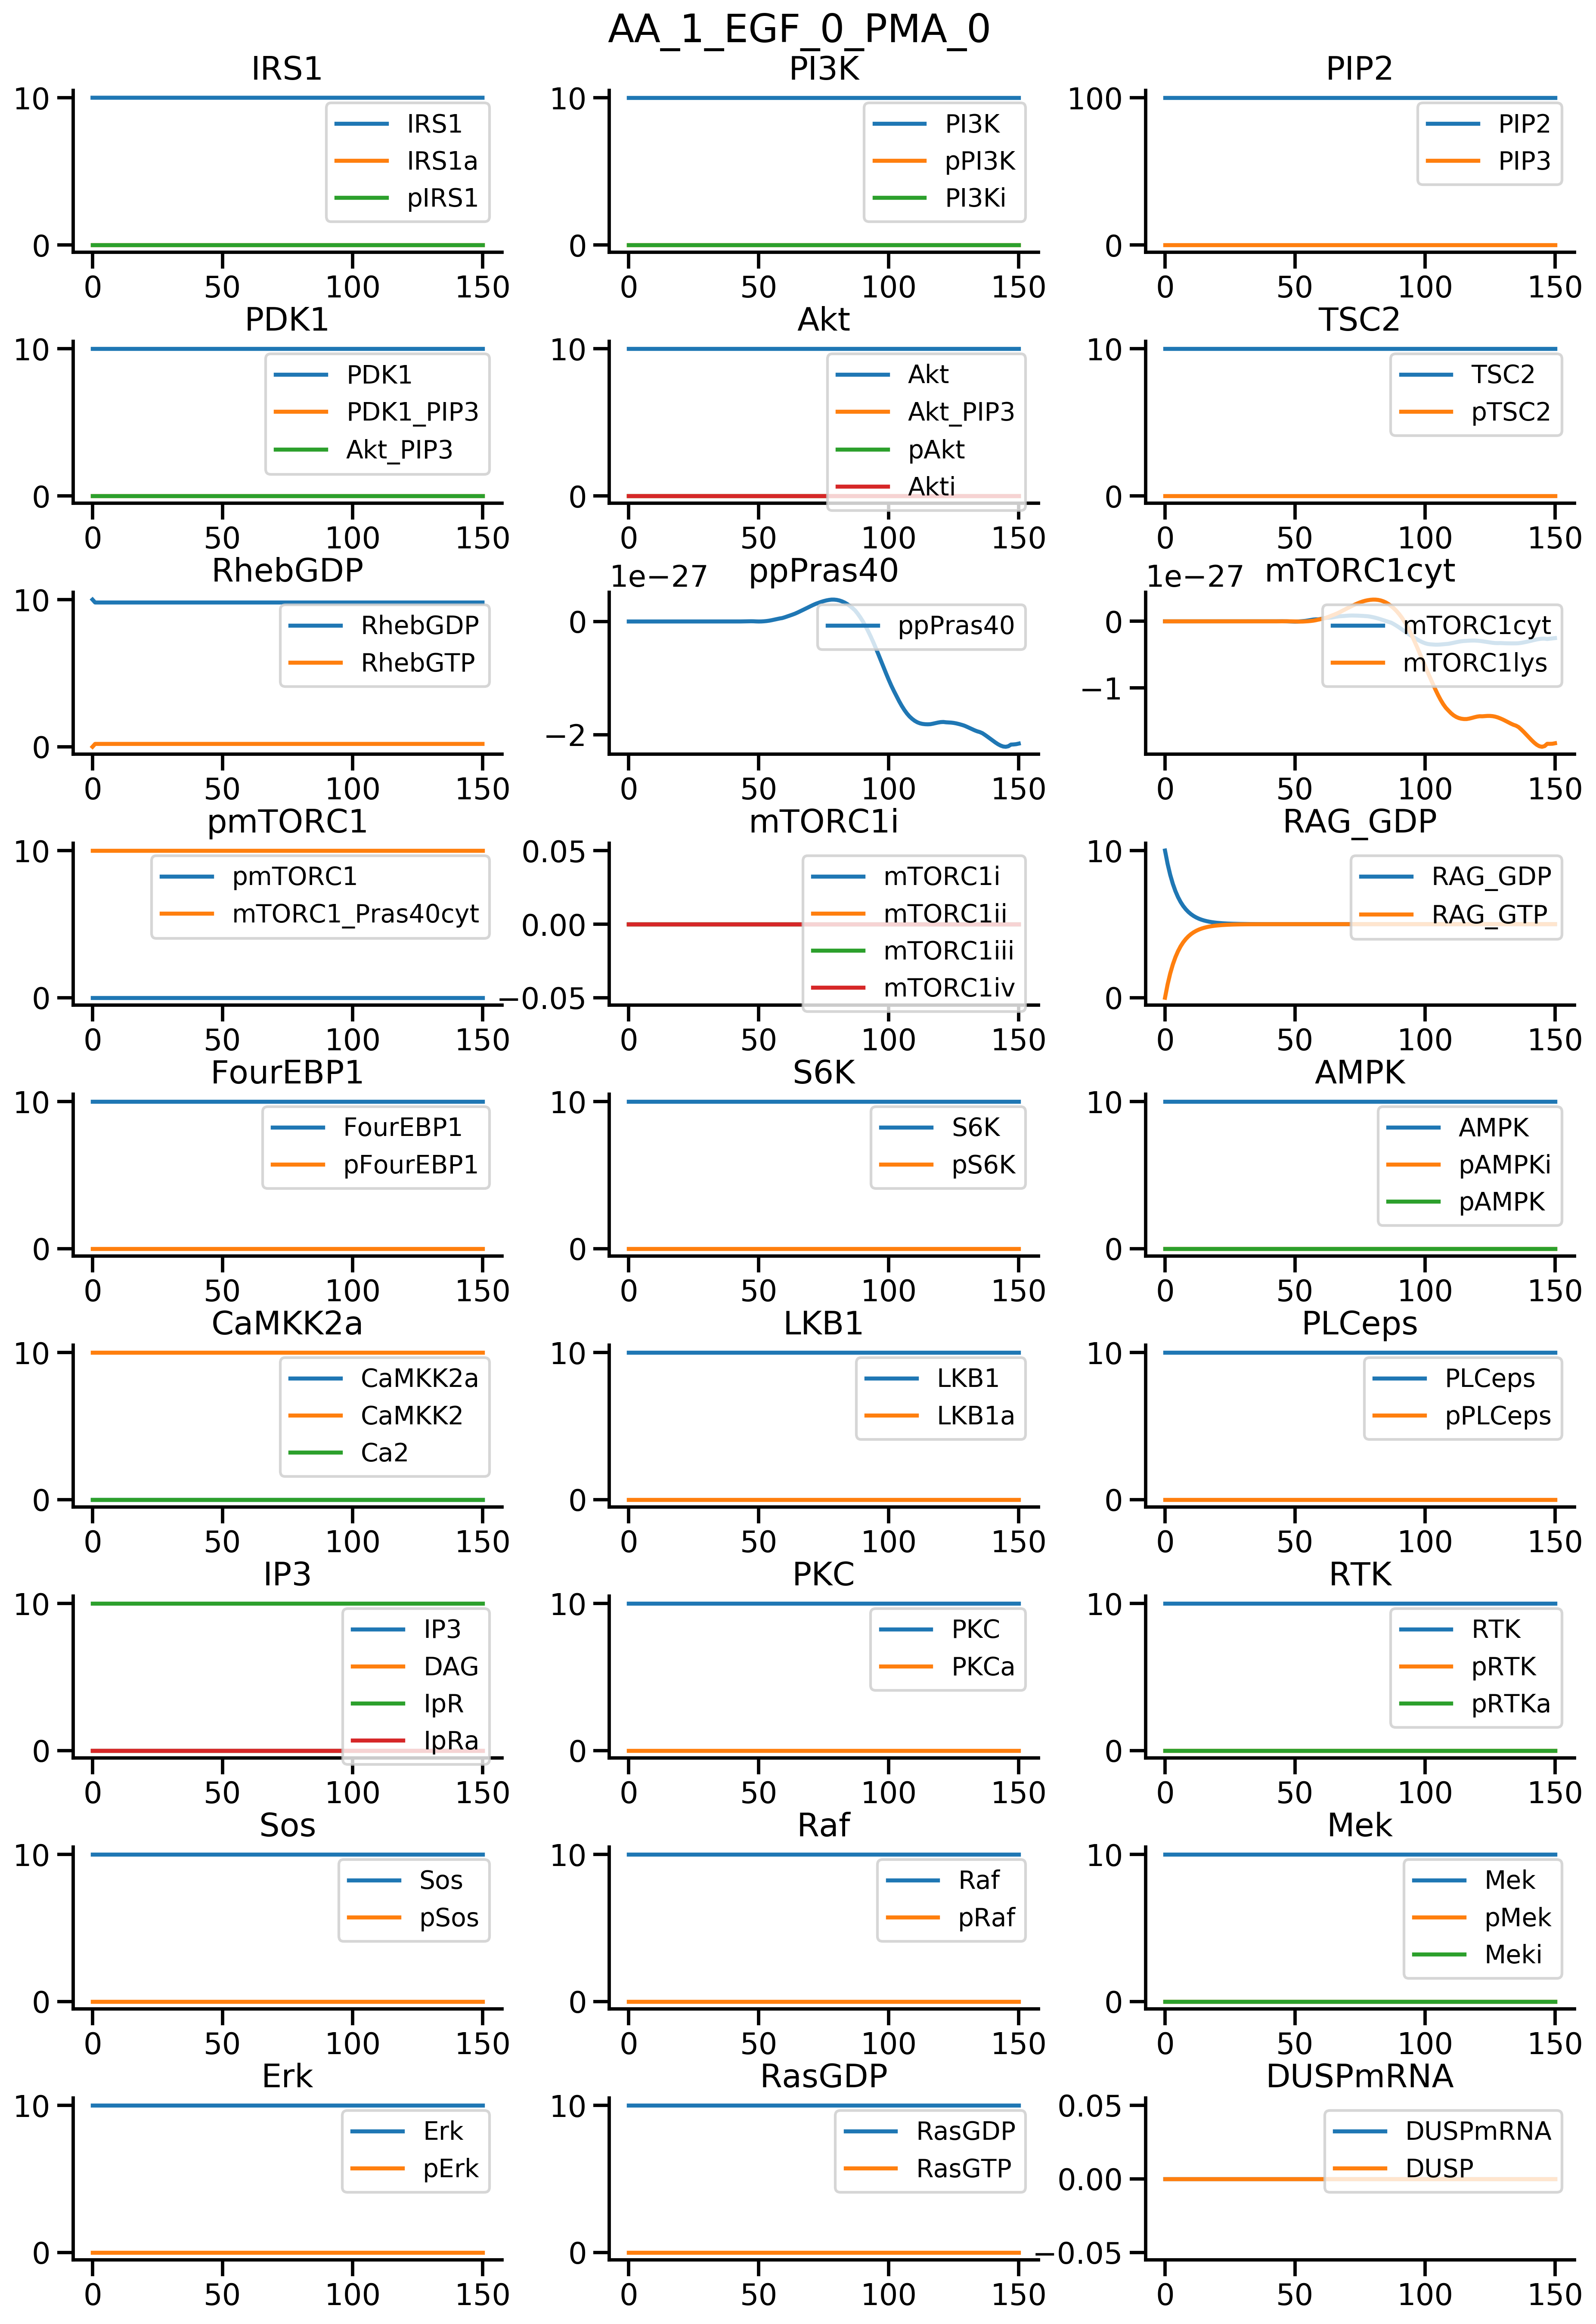 AA_1_EGF_0_PMA_0
IRS1
10
0
0 50 100 150
IRS1
IRS1a
pIRS1
PI3K
10
0
0 50 100 150
PI3K
pPI3K
PI3Ki
PIP2
100
0
0 50 100 150
PIP2
PIP3
PDK1
10
0
0 50 100 150
PDK1
PDK1_PIP3
Akt_PIP3
Akt
10
0
0 50 100 150
Akt
Akt_PIP3
pAkt
Akti
TSC2
10
0
0 50 100 150
TSC2
pTSC2
RhebGDP
10
0
0 50 100 150
RhebGDP
RhebGTP
1e−27 ppPras40
0
−2
0 50 100 150
ppPras40
1e−27 mTORC1cyt
0
−1
0 50 100 150
mTORC1cyt
mTORC1lys
pmTORC1
10
0
0 50 100 150
pmTORC1
mTORC1_Pras40cyt
mTORC1i
0.05
0.00
−0.05
0 50 100 150
mTORC1i
mTORC1ii
mTORC1iii
mTORC1iv
RAG_GDP
10
0
0 50 100 150
RAG_GDP
RAG_GTP
FourEBP1
10
0
0 50 100 150
FourEBP1
pFourEBP1
S6K
10
0
0 50 100 150
S6K
pS6K
AMPK
10
0
0 50 100 150
AMPK
pAMPKi
pAMPK
CaMKK2a
10
0
0 50 100 150
CaMKK2a
CaMKK2
Ca2
LKB1
10
0
0 50 100 150
LKB1
LKB1a
PLCeps
10
0
0 50 100 150
PLCeps
pPLCeps
IP3
10
0
0 50 100 150
IP3
DAG
IpR
IpRa
PKC
10
0
0 50 100 150
PKC
PKCa
RTK
10
0
0 50 100 150
RTK
pRTK
pRTKa
Sos
10
0
0 50 100 150
Sos
pSos
Raf
10
0
0 50 100 150
Raf
pRaf
Mek
10
0
0 50 100 150
Mek
pMek
Meki
Erk
10
0
0 50 100 150
Erk
pErk
RasGDP
10
0
0 50 100 150
RasGDP
RasGTP
DUSPmRNA
0.05
0.00
−0.05
0 50 100 150
DUSPmRNA
DUSP